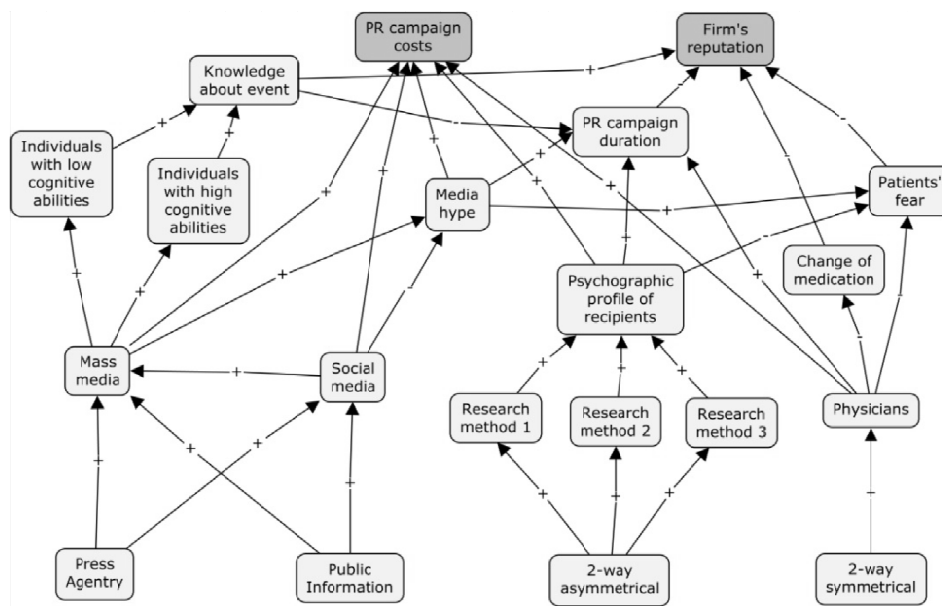 PR campaign
costs
Firm's
reputation
Knowledge
about event
PR campaign
duration
Individuals
with low
cognitive
abilities
Individuals
with high
cognitive
abilities
Media
hype
Patients'
fear
Psychographic
profile of
recipients
Change of
medication
Mass
media
Social
media
Research
method 1
Research
method 2
Research
method 3
Physicians
Press
Agentry
Public
Information
2-way
asymmetrical
2-way
symmetrical